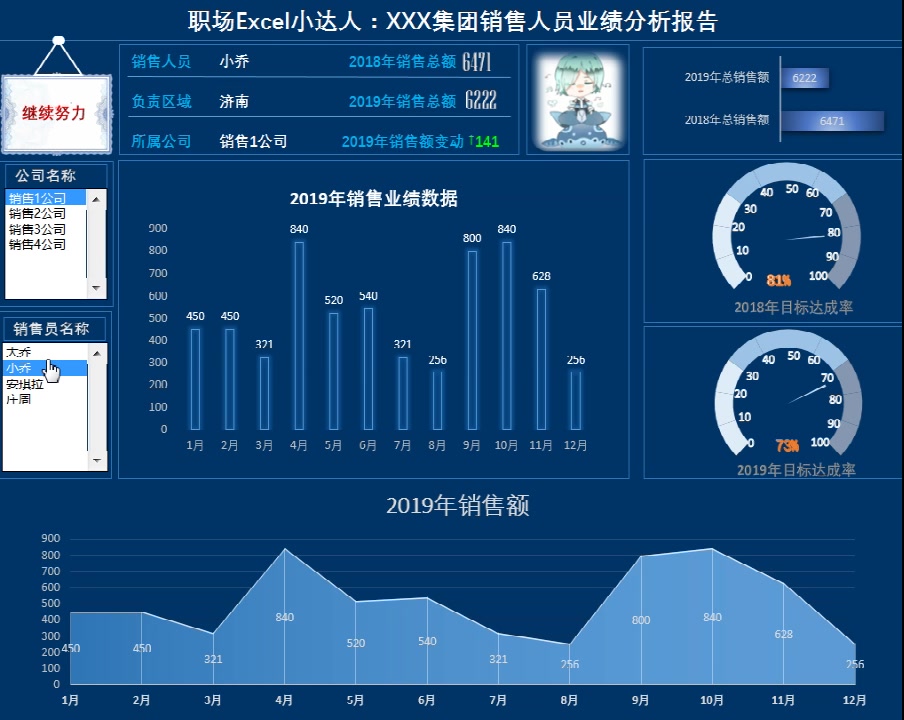 职场Excel小达人：XXX集团销售人员业绩分析报告
继续努力
销售人员 小乔 2018年销售总额 6471
负责区域 济南 2019年销售总额 6222
所属公司 销售1公司 2019年销售额变动 ↑141
2019年总销售额 6222
2018年总销售额 6471
公司名称
销售1公司
销售2公司
销售3公司
销售4公司
销售员名称
大乔
小乔
安琪拉
庄周
2019年销售业绩数据
900
800
700
600
500
400
300
200
100
0
450 450 321 840 520 540 321 256 800 840 628 256
1月 2月 3月 4月 5月 6月 7月 8月 9月 10月 11月 12月
0 10 20 30 40 50 60 70 80 90 100
81%
2018年目标达成率
0 10 20 30 40 50 60 70 80 90 100
73%
2019年目标达成率
2019年销售额
900
800
700
600
500
400
300
200
100
0
450 450 321 840 520 540 321 256 800 840 628 256
1月 2月 3月 4月 5月 6月 7月 8月 9月 10月 11月 12月